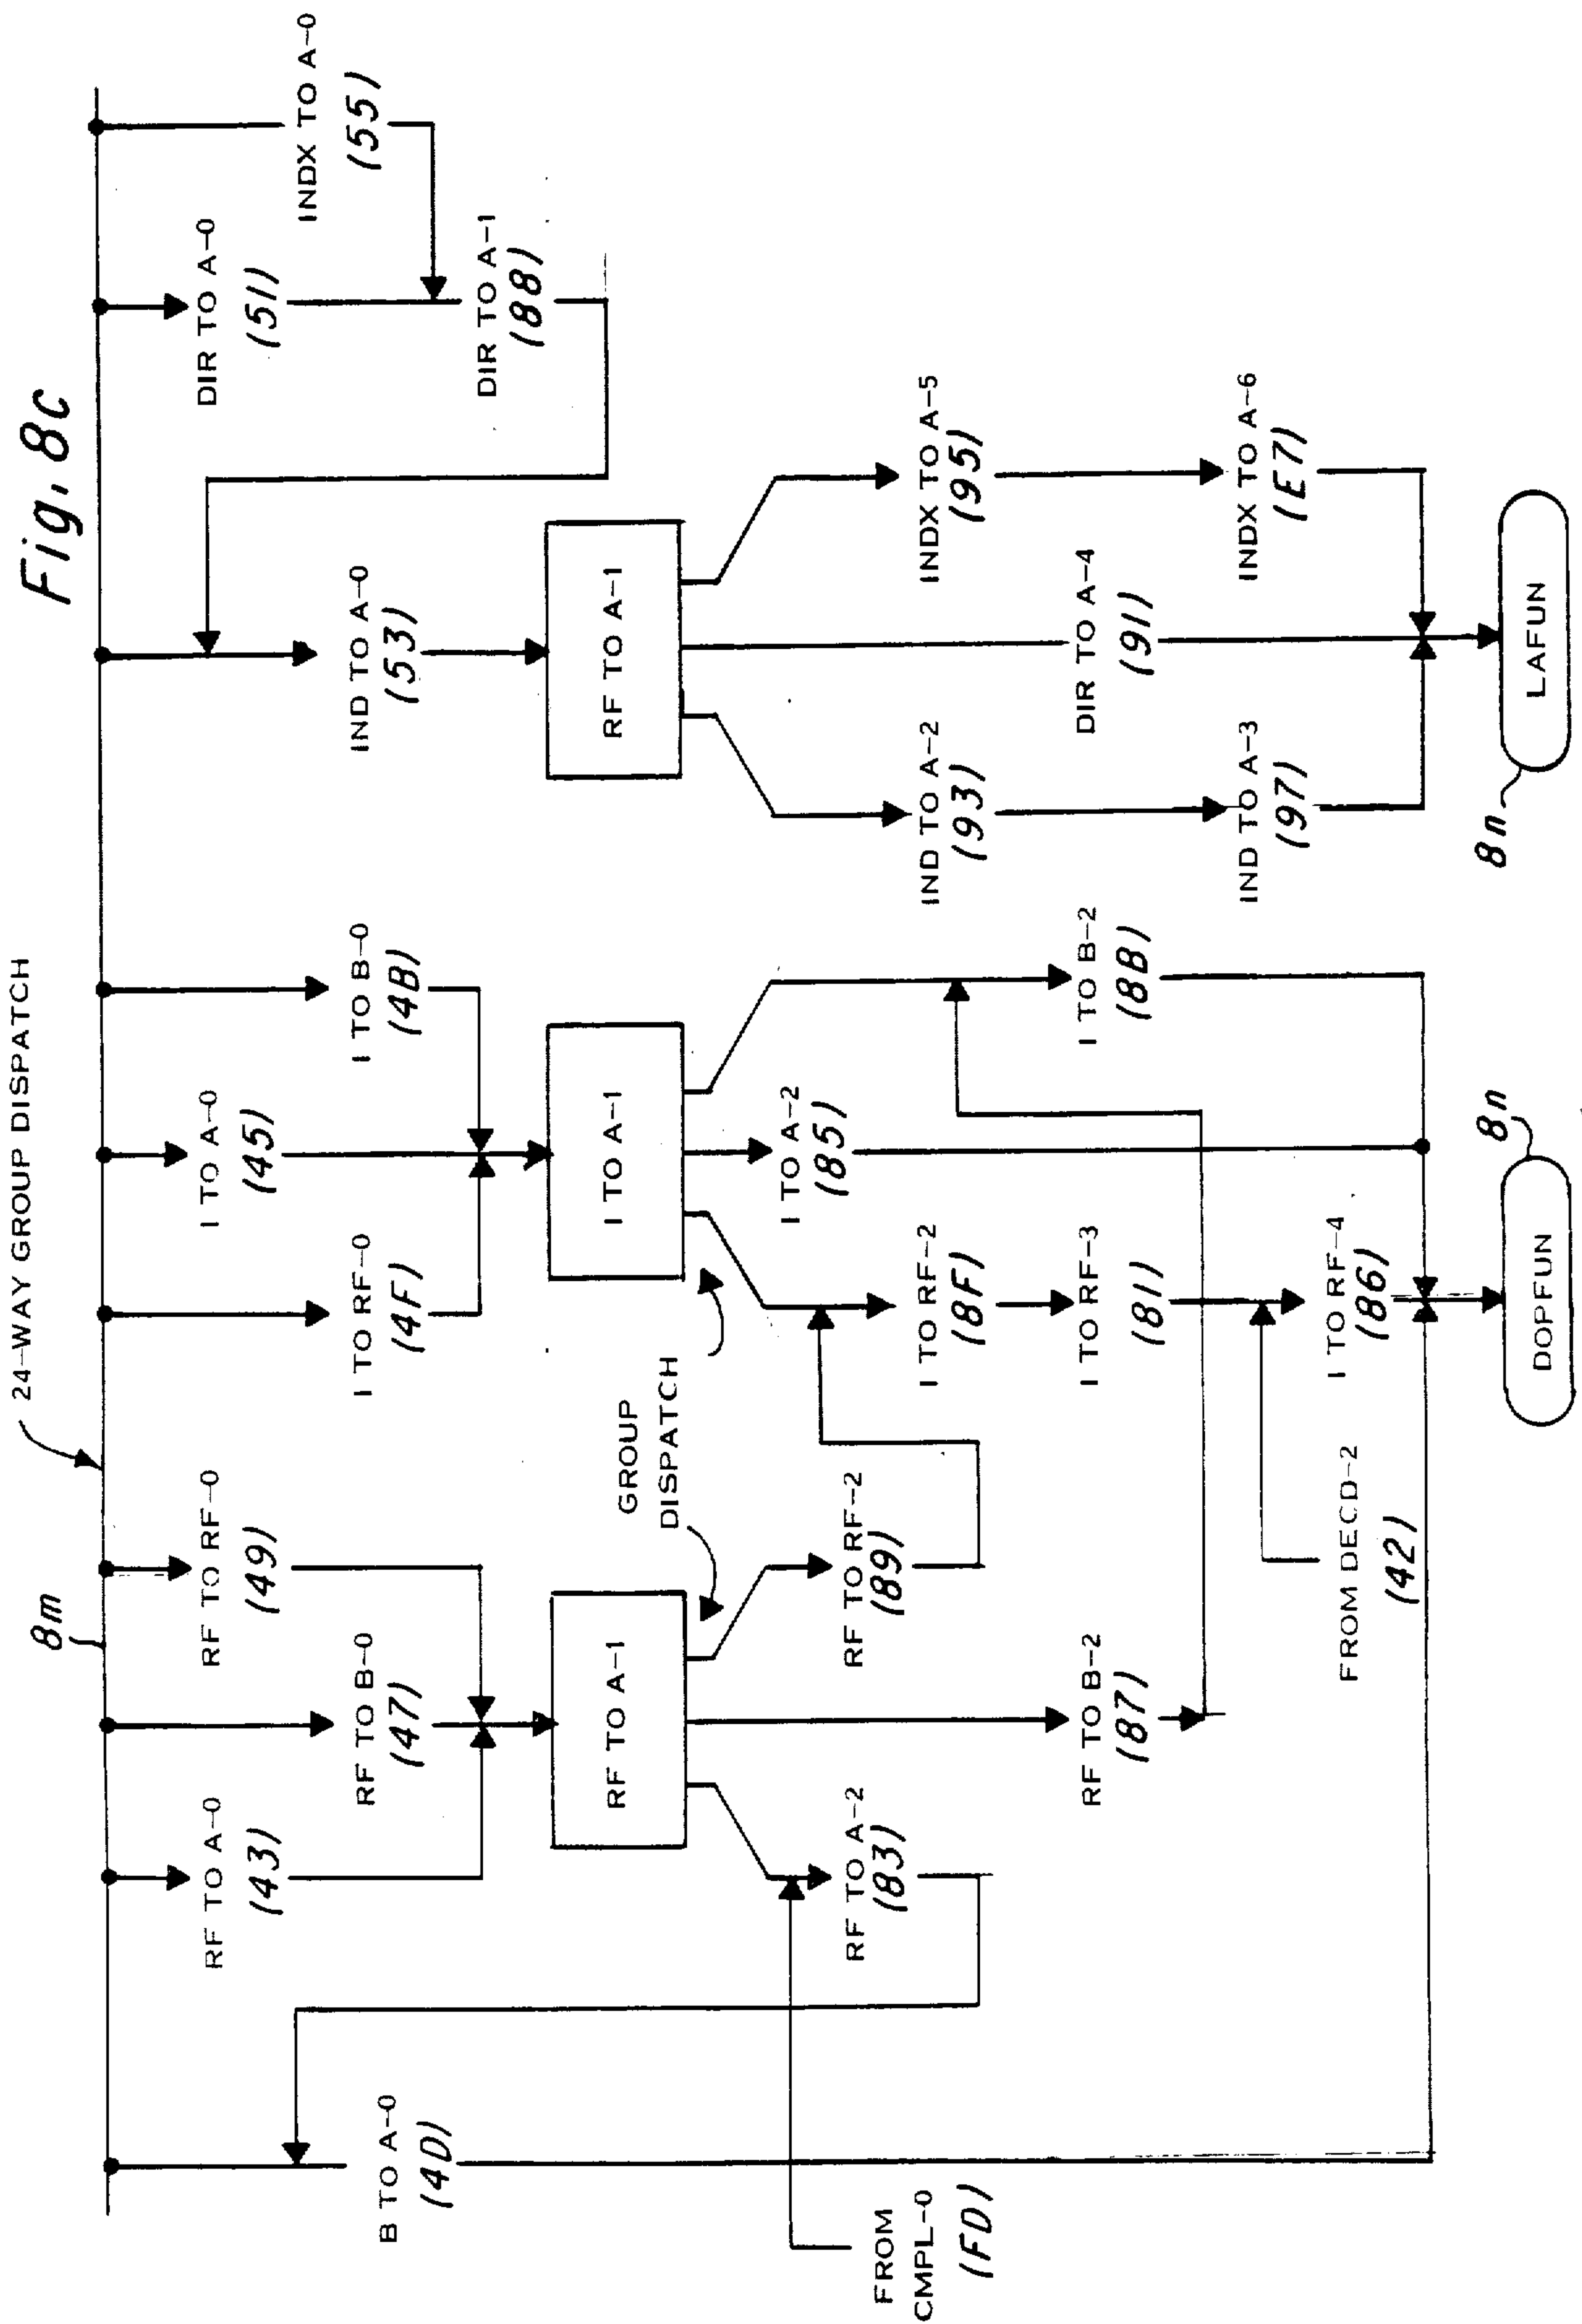 Fig. 8c
24-WAY GROUP DISPATCH
8m
B TO A-0
(4D)
RF TO A-0
(43)
RF TO B-0
(47)
RF TO RF-0
(49)
I TO RF-0
(4F)
I TO A-0
(45)
I TO B-0
(4B)
IND TO A-0
(53)
DIR TO A-0
(51)
INDX TO A-0
(55)
DIR TO A-1
(88)
RF TO A-1
I TO A-1
RF TO A-1
GROUP
DISPATCH
FROM
CMPL-0
(FD)
RF TO A-2
(83)
RF TO B-2
(87)
RF TO RF-2
(89)
I TO RF-2
(8F)
I TO RF-3
(81)
I TO A-2
(85)
I TO B-2
(8B)
IND TO A-2
(93)
IND TO A-3
(97)
DIR TO A-4
(91)
INDX TO A-5
(95)
INDX TO A-6
(E7)
FROM DECD-2
(42)
I TO RF-4
(86)
DOPFUN
8n
LAFUN
8n